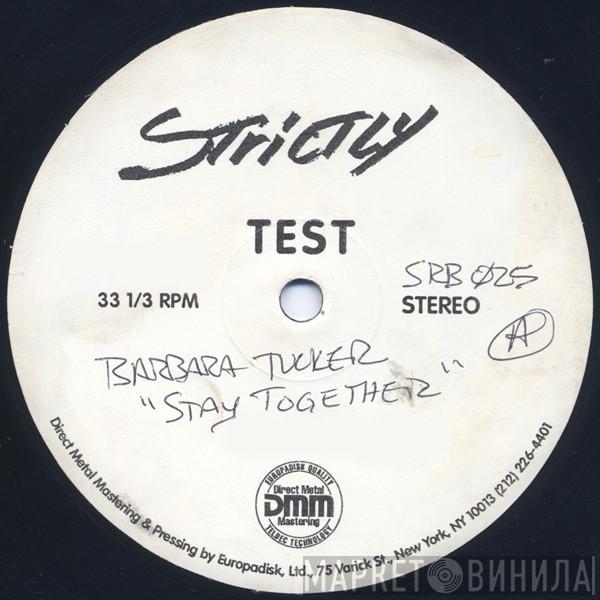 Strictly
TEST
33 1/3 RPM
SRB Ø25
STEREO
A
BARBARA TUCKER
"STAY TOGETHER"
EUROPADISK QUALITY
Direct Metal
DMM
Mastering
TELDEC TECHNOLOGY
Direct Metal Mastering & Pressing by Europadisk, Ltd., 75 Varick St., New York, NY 10013 (212) 226-4401
МАРКЕТ ВИНИЛА